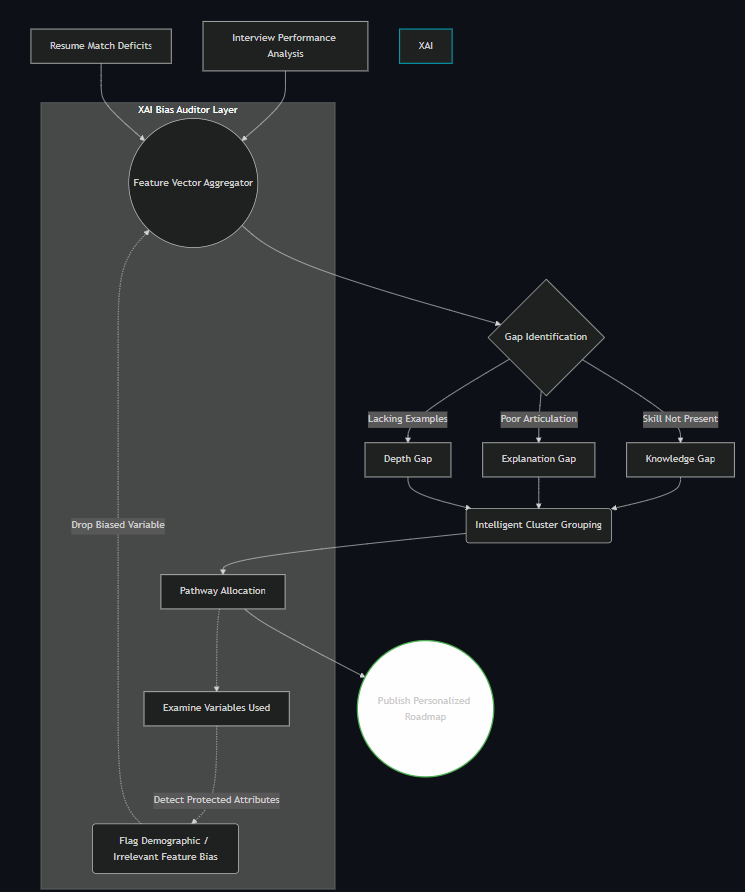 Resume Match Deficits
Interview Performance
Analysis
XAI
XAI Bias Auditor Layer
Feature Vector Aggregator
Gap Identification
Lacking Examples
Poor Articulation
Skill Not Present
Depth Gap
Explanation Gap
Knowledge Gap
Drop Biased Variable
Intelligent Cluster Grouping
Pathway Allocation
Examine Variables Used
Publish Personalized
Roadmap
Detect Protected Attributes
Flag Demographic /
Irrelevant Feature Bias